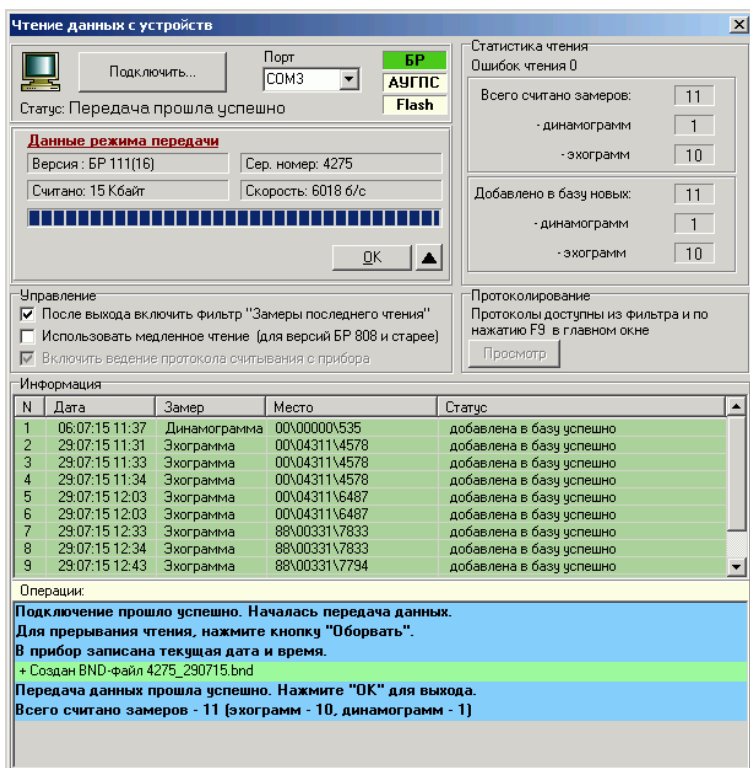 Чтение данных с устройств
Подключить...
Порт
COM3
БР
АУГПС
Flash
Статус: Передача прошла успешно
Данные режима передачи
Версия : БР 111(16)
Сер. номер: 4275
Считано: 15 Кбайт
Скорость: 6018 б/с
OK
Статистика чтения
Ошибок чтения 0
Всего считано замеров: 11
- динамограмм 1
- эхограмм 10
Добавлено в базу новых: 11
- динамограмм 1
- эхограмм 10
Управление
После выхода включить фильтр "Замеры последнего чтения"
Использовать медленное чтение (для версий БР 808 и старее)
Включить ведение протокола считывания с прибора
Протоколирование
Протоколы доступны из фильтра и по
нажатию F9 в главном окне
Просмотр
Информация
N Дата Замер Место Статус
1 06:07:15 11:37 Динамограмма 00\00000\535 добавлена в базу успешно
2 29:07:15 11:31 Эхограмма 00\04311\4578 добавлена в базу успешно
3 29:07:15 11:33 Эхограмма 00\04311\4578 добавлена в базу успешно
4 29:07:15 11:34 Эхограмма 00\04311\4578 добавлена в базу успешно
5 29:07:15 12:03 Эхограмма 00\04311\6487 добавлена в базу успешно
6 29:07:15 12:03 Эхограмма 00\04311\6487 добавлена в базу успешно
7 29:07:15 12:33 Эхограмма 88\00331\7833 добавлена в базу успешно
8 29:07:15 12:34 Эхограмма 88\00331\7833 добавлена в базу успешно
9 29:07:15 12:43 Эхограмма 88\00331\7794 добавлена в базу успешно
Операции:
Подключение прошло успешно. Началась передача данных.
Для прерывания чтения, нажмите кнопку "Оборвать".
В прибор записана текущая дата и время.
+ Создан BND-файл 4275_290715.bnd
Передача данных прошла успешно. Нажмите "ОК" для выхода.
Всего считано замеров - 11 (эхограмм - 10, динамограмм - 1)